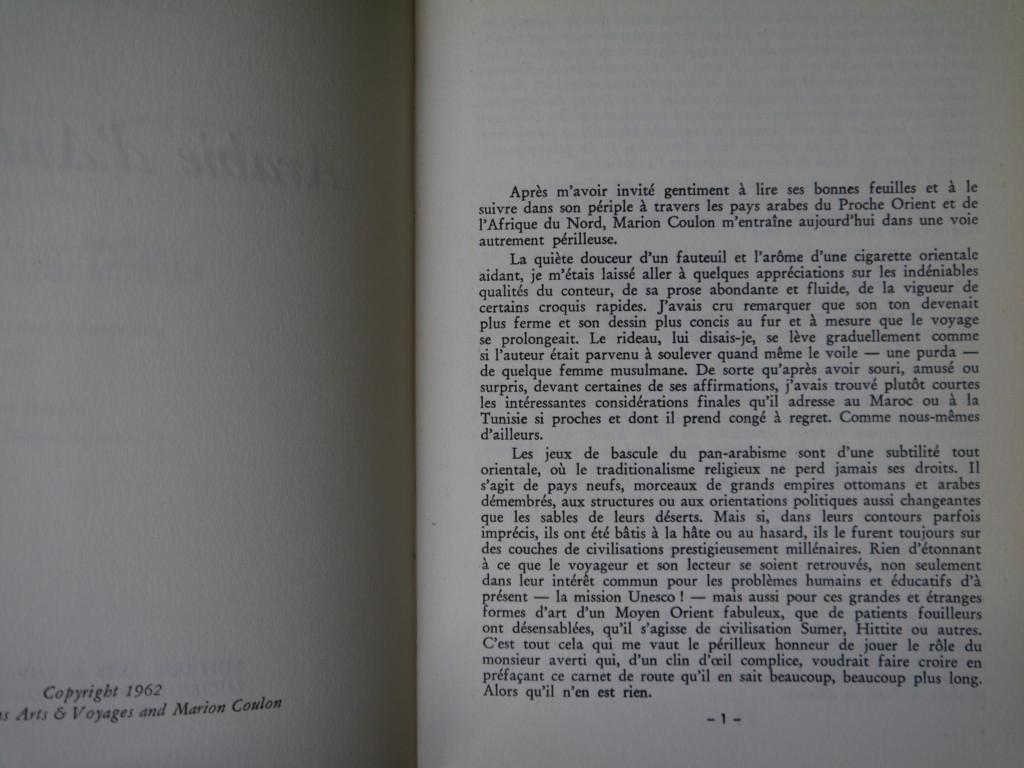 Copyright 1962
Arts & Voyages and Marion Coulon
Après m'avoir invité gentiment à lire ses bonnes feuilles et à le
suivre dans son périple à travers les pays arabes du Proche Orient et de
l'Afrique du Nord, Marion Coulon m'entraîne aujourd'hui dans une voie
autrement périlleuse.
La quiète douceur d'un fauteuil et l'arôme d'une cigarette orientale
aidant, je m'étais laissé aller à quelques appréciations sur les indéniables
qualités du conteur, de sa prose abondante et fluide, de la vigueur de
certains croquis rapides. J'avais cru remarquer que son ton devenait
plus ferme et son dessin plus concis au fur et à mesure que le voyage
se prolongeait. Le rideau, lui disais-je, se lève graduellement comme
si l'auteur était parvenu à soulever quand même le voile — une purda —
de quelque femme musulmane. De sorte qu'après avoir souri, amusé ou
surpris, devant certaines de ses affirmations, j'avais trouvé plutôt courtes
les intéressantes considérations finales qu'il adresse au Maroc ou à la
Tunisie si proches et dont il prend congé à regret. Comme nous-mêmes
d'ailleurs.
Les jeux de bascule du pan-arabisme sont d'une subtilité tout
orientale, où le traditionalisme religieux ne perd jamais ses droits. Il
s'agit de pays neufs, morceaux de grands empires ottomans et arabes
démembrés, aux structures ou aux orientations politiques aussi changeantes
que les sables de leurs déserts. Mais si, dans leurs contours parfois
imprécis, ils ont été bâtis à la hâte ou au hasard, ils le furent toujours sur
des couches de civilisations prestigieusement millénaires. Rien d'étonnant
à ce que le voyageur et son lecteur se soient retrouvés, non seulement
dans leur intérêt commun pour les problèmes humains et éducatifs d'à
présent — la mission Unesco ! — mais aussi pour ces grandes et étranges
formes d'art d'un Moyen Orient fabuleux, que de patients fouilleurs
ont désensablées, qu'il s'agisse de civilisation Sumer, Hittite ou autres.
C'est tout cela qui me vaut le périlleux honneur de jouer le rôle du
monsieur averti qui, d'un clin d'œil complice, voudrait faire croire en
préfaçant ce carnet de route qu'il en sait beaucoup, beaucoup plus long.
Alors qu'il n'en est rien.
– 1 –